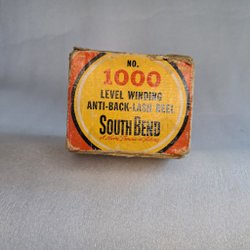 NO.
1000
LEVEL WINDING
ANTI-BACK-LASH REEL
SOUTH BEND